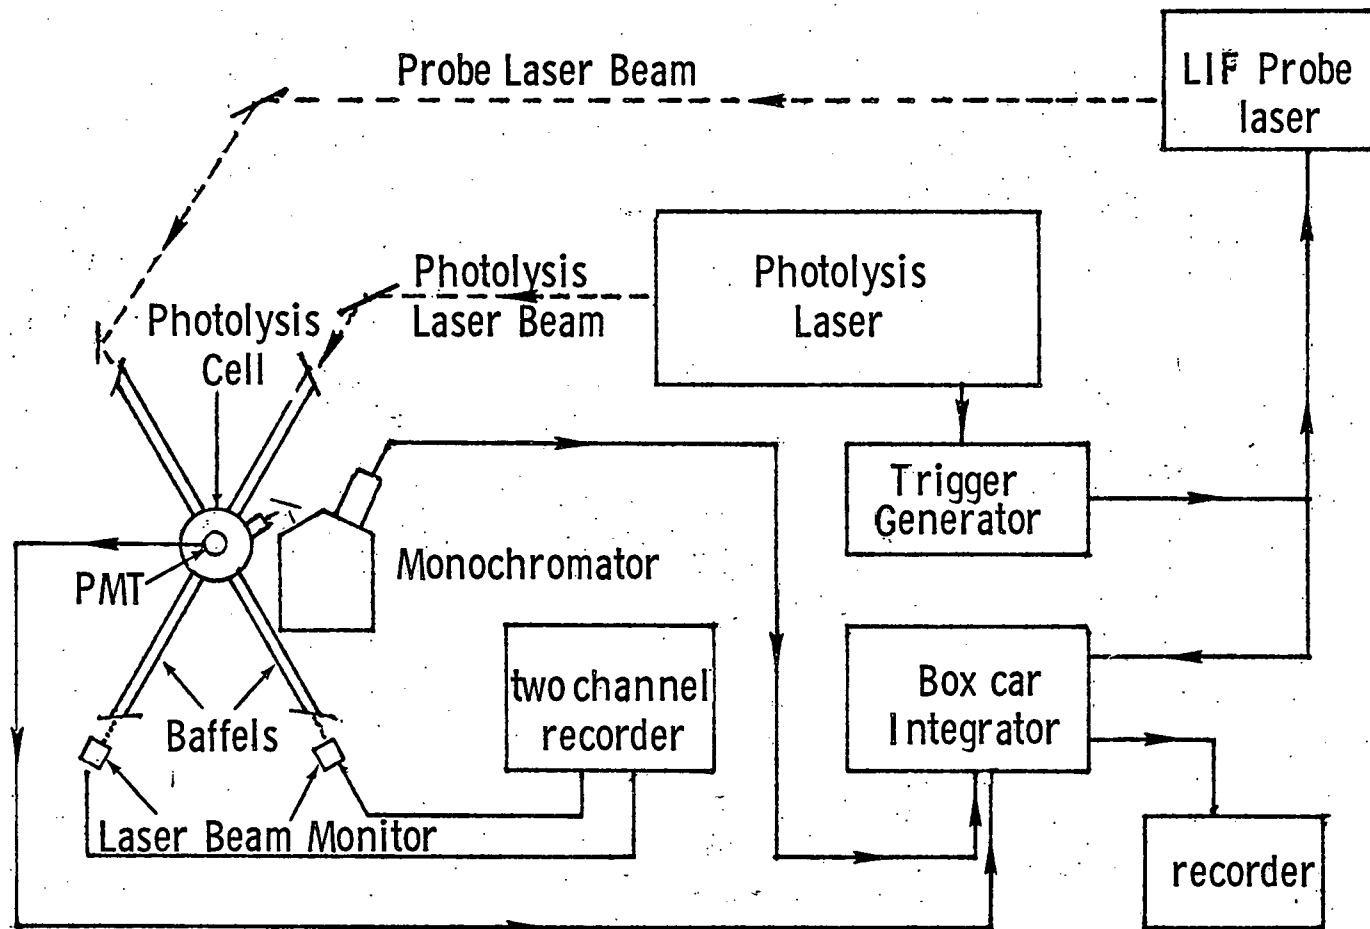 Probe Laser Beam
LIF Probe
laser
Photolysis
Laser Beam
Photolysis
Laser
Photolysis
Cell
Trigger
Generator
Monochromator
PMT
two channel
recorder
Box car
Integrator
Baffels
Laser Beam Monitor
recorder